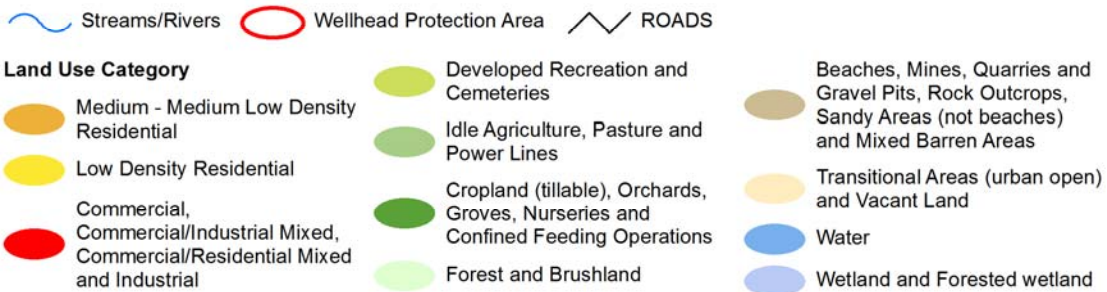 Streams/Rivers
Wellhead Protection Area
ROADS
Land Use Category
Medium - Medium Low Density
Residential
Low Density Residential
Commercial,
Commercial/Industrial Mixed,
Commercial/Residential Mixed
and Industrial
Developed Recreation and
Cemeteries
Idle Agriculture, Pasture and
Power Lines
Cropland (tillable), Orchards,
Groves, Nurseries and
Confined Feeding Operations
Forest and Brushland
Beaches, Mines, Quarries and
Gravel Pits, Rock Outcrops,
Sandy Areas (not beaches)
and Mixed Barren Areas
Transitional Areas (urban open)
and Vacant Land
Water
Wetland and Forested wetland